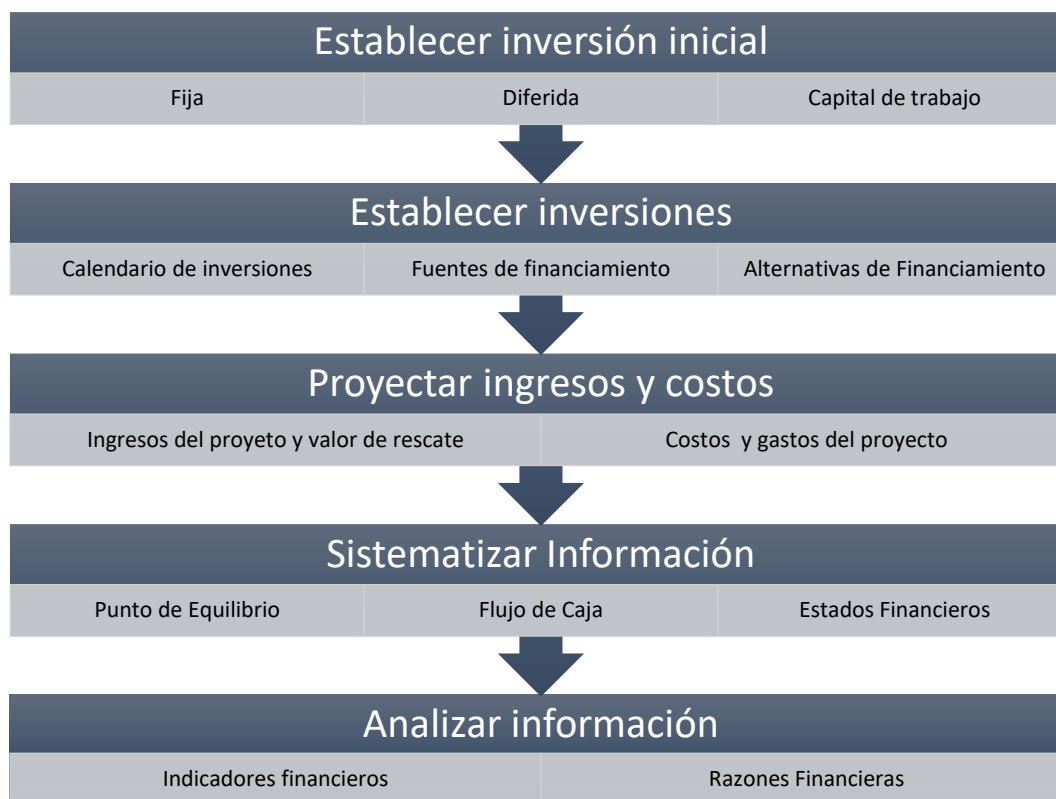 Establecer inversión inicial
Fija Diferida Capital de trabajo
Establecer inversiones
Calendario de inversiones Fuentes de financiamiento Alternativas de Financiamiento
Proyectar ingresos y costos
Ingresos del proyeto y valor de rescate Costos y gastos del proyecto
Sistematizar Información
Punto de Equilibrio Flujo de Caja Estados Financieros
Analizar información
Indicadores financieros Razones Financieras